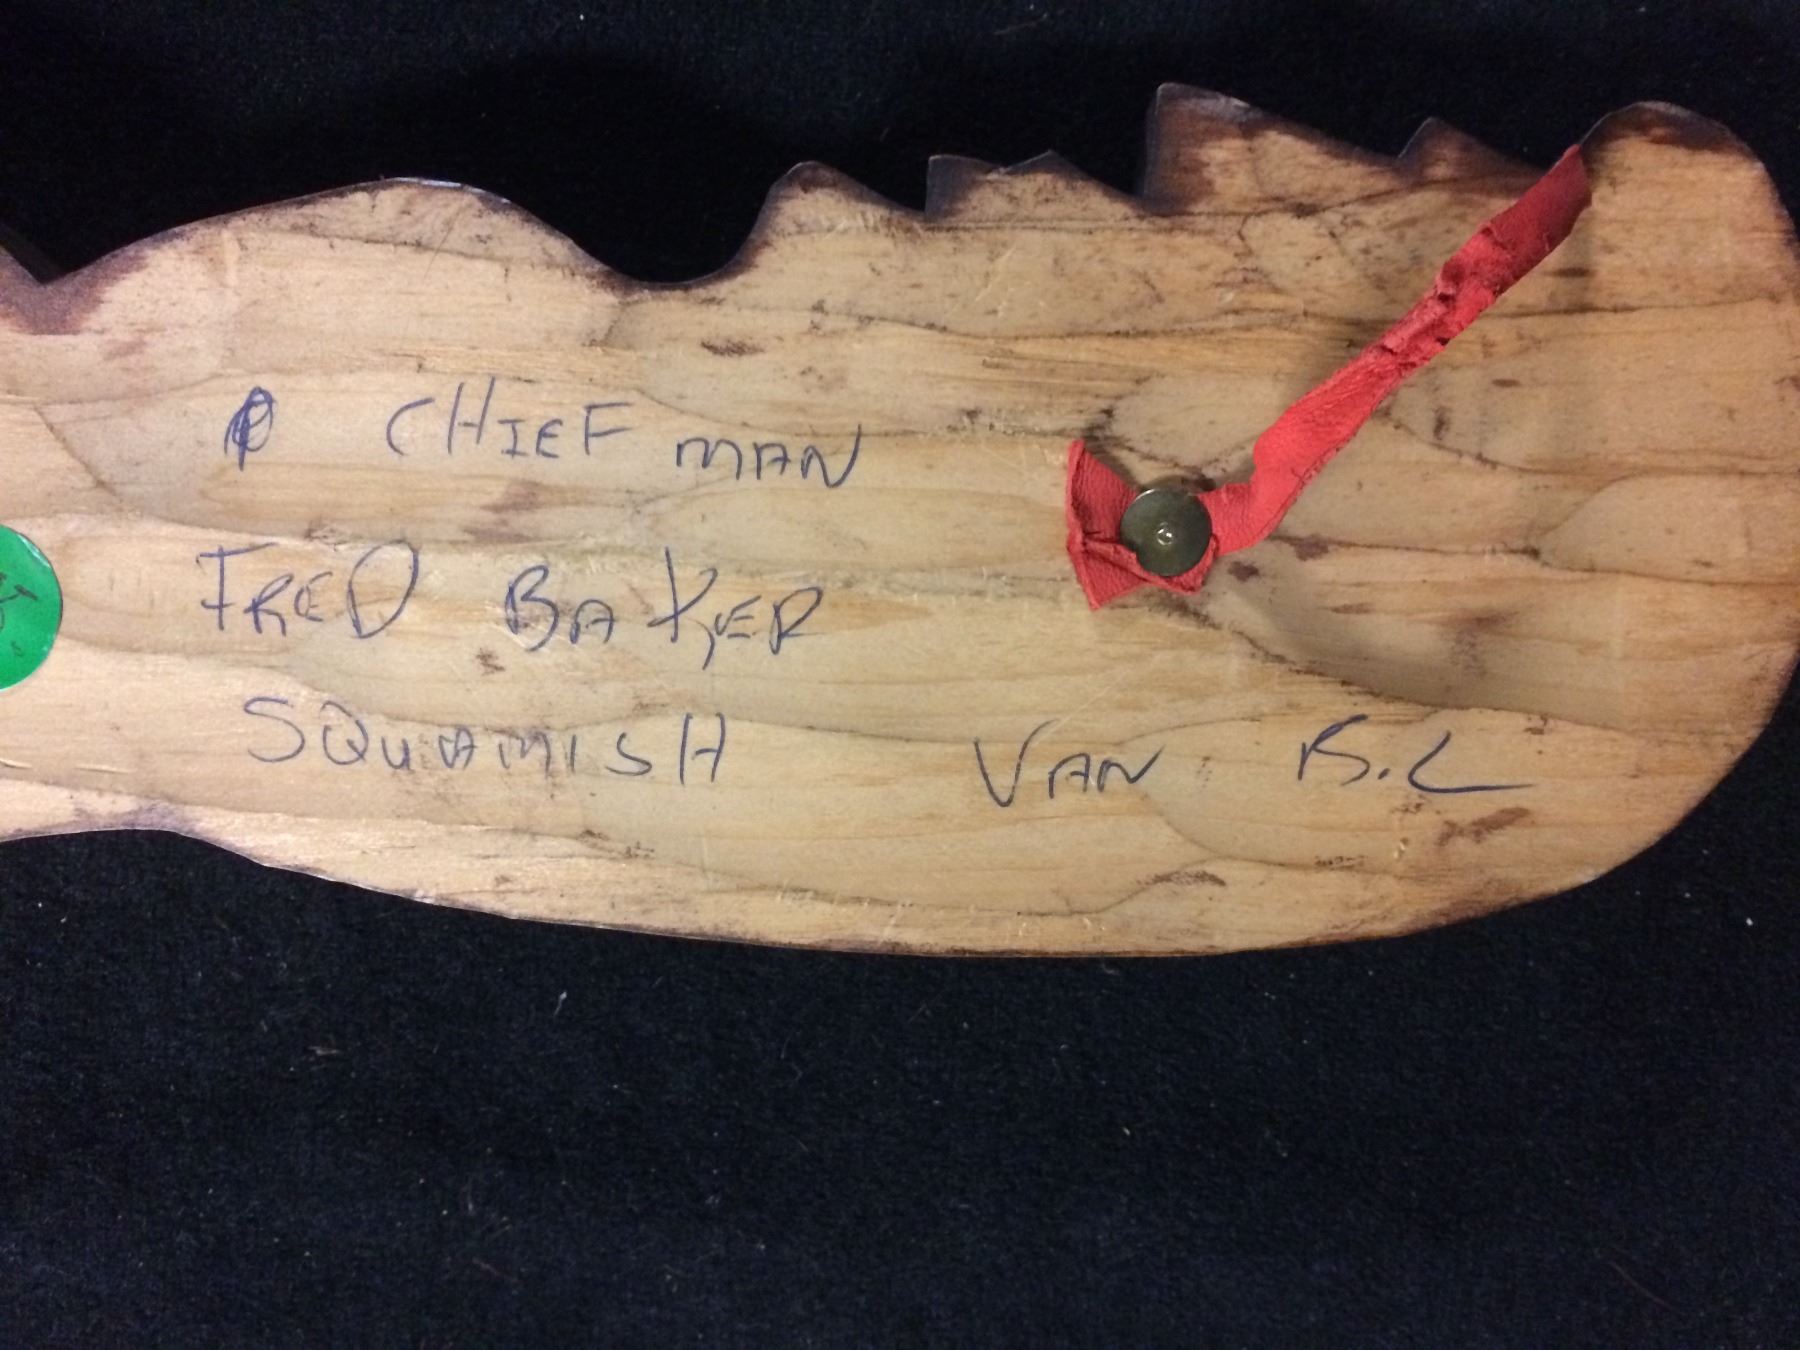 CHIEF MAN
FRED BAKER
SQUAMISH VAN B.C